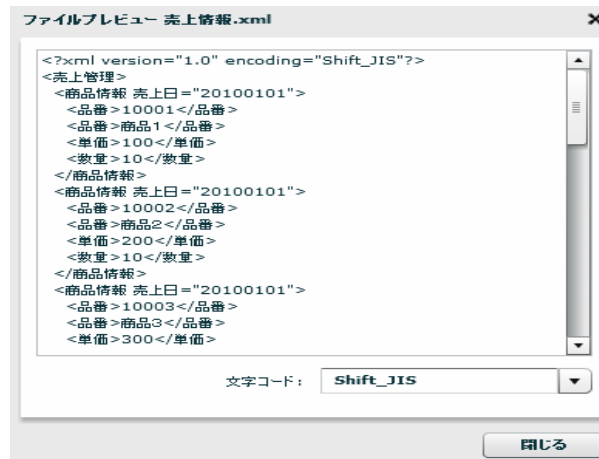 ファイルプレビュー 売上情報.xml
<?xml version="1.0" encoding="Shift_JIS"?>
<売上管理>
<商品情報 売上日="20100101">
<品番>10001</品番>
<品番>商品1</品番>
<単価>100</単価>
<数量>10</数量>
</商品情報>
<商品情報 売上日="20100101">
<品番>10002</品番>
<品番>商品2</品番>
<単価>200</単価>
<数量>10</数量>
</商品情報>
<商品情報 売上日="20100101">
<品番>10003</品番>
<品番>商品3</品番>
<単価>300</単価>
文字コード: Shift_JIS
閉じる